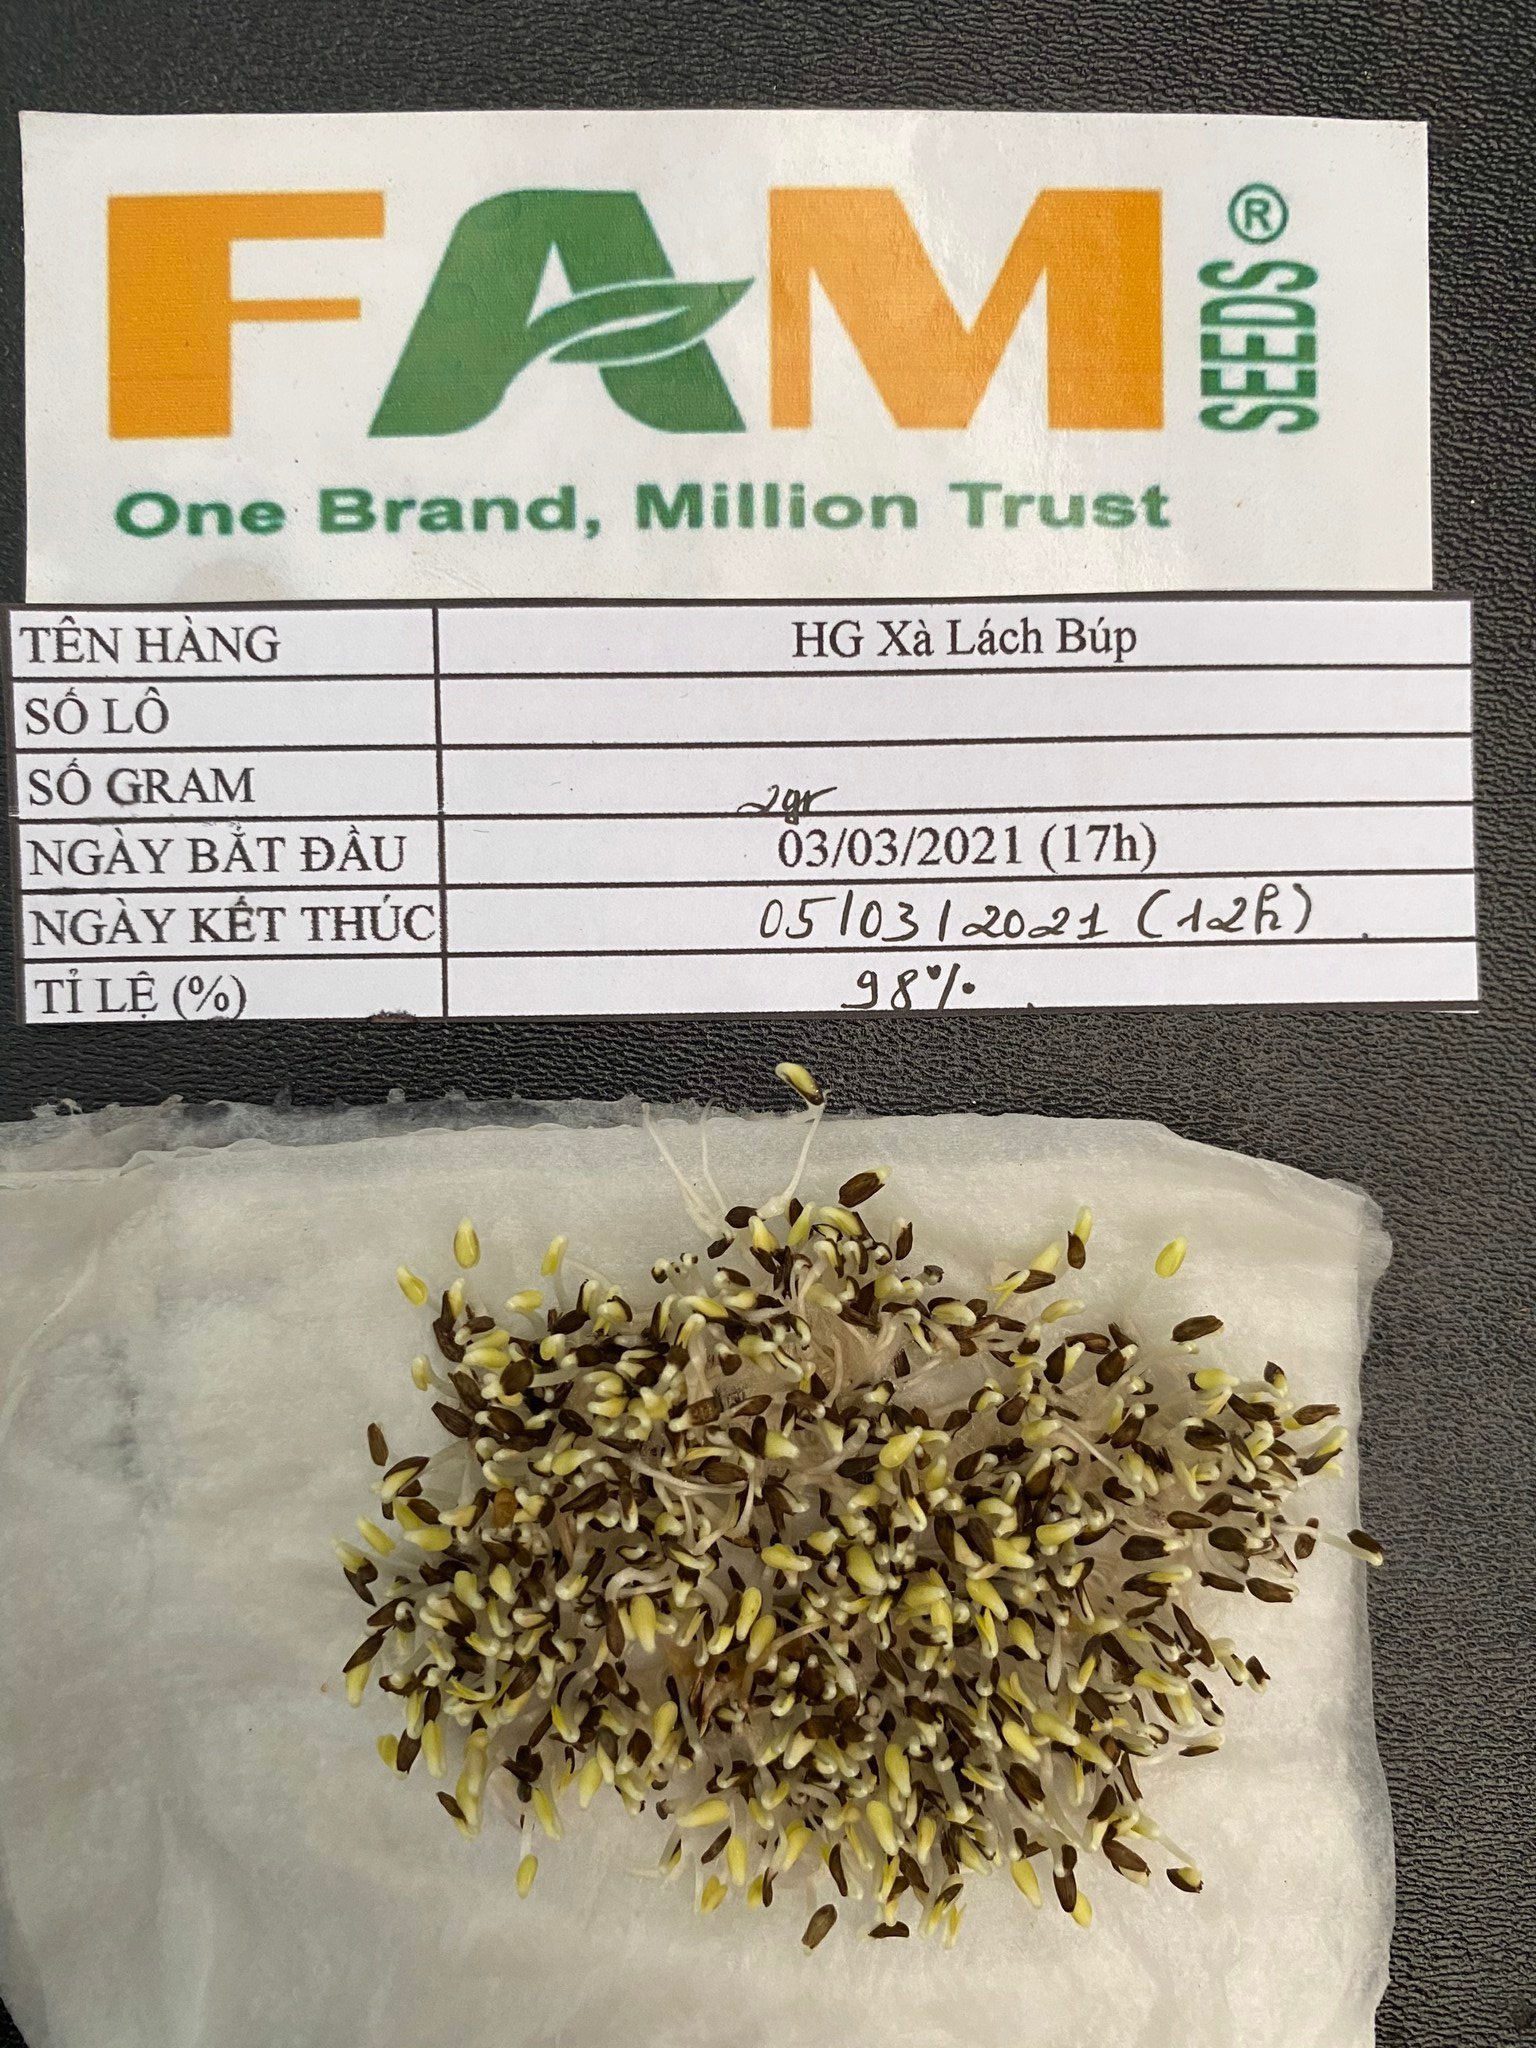 FAM SEEDS®
One Brand, Million Trust
TÊN HÀNG HG Xà Lách Búp
SỐ LÔ
SỐ GRAM 2gr
NGÀY BẮT ĐẦU 03/03/2021 (17h)
NGÀY KẾT THÚC 05/03/2021 (12h)
TỈ LỆ (%) 98%